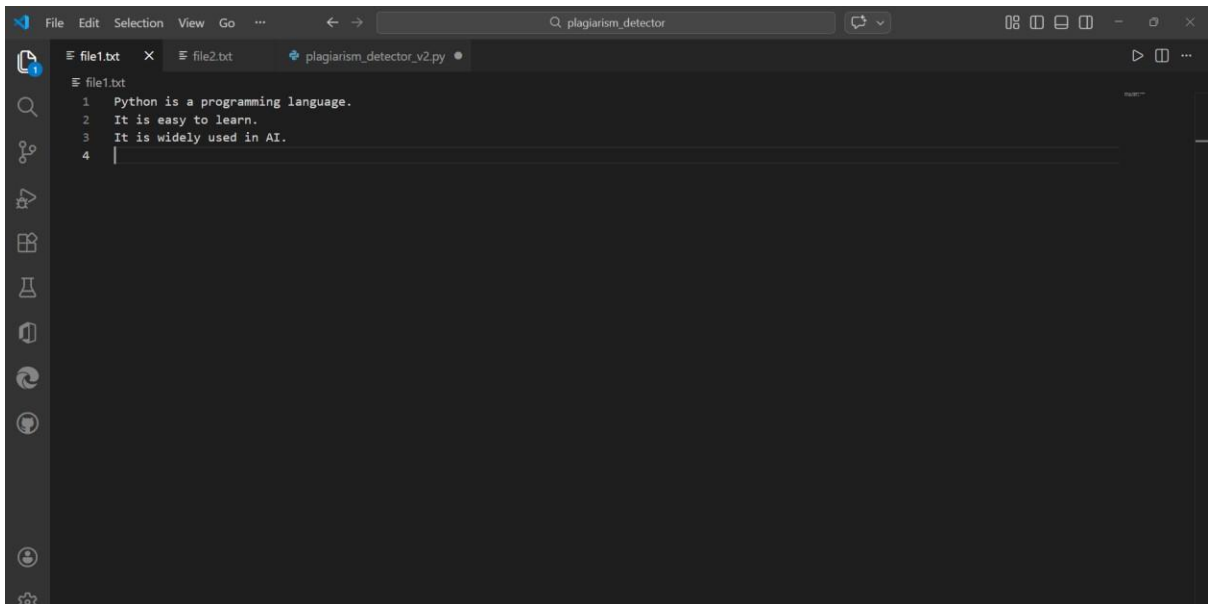 File Edit Selection View Go ...
plagiarism_detector
file1.txt
file2.txt
plagiarism_detector_v2.py
1
file1.txt
1 Python is a programming language.
2 It is easy to learn.
3 It is widely used in AI.
4